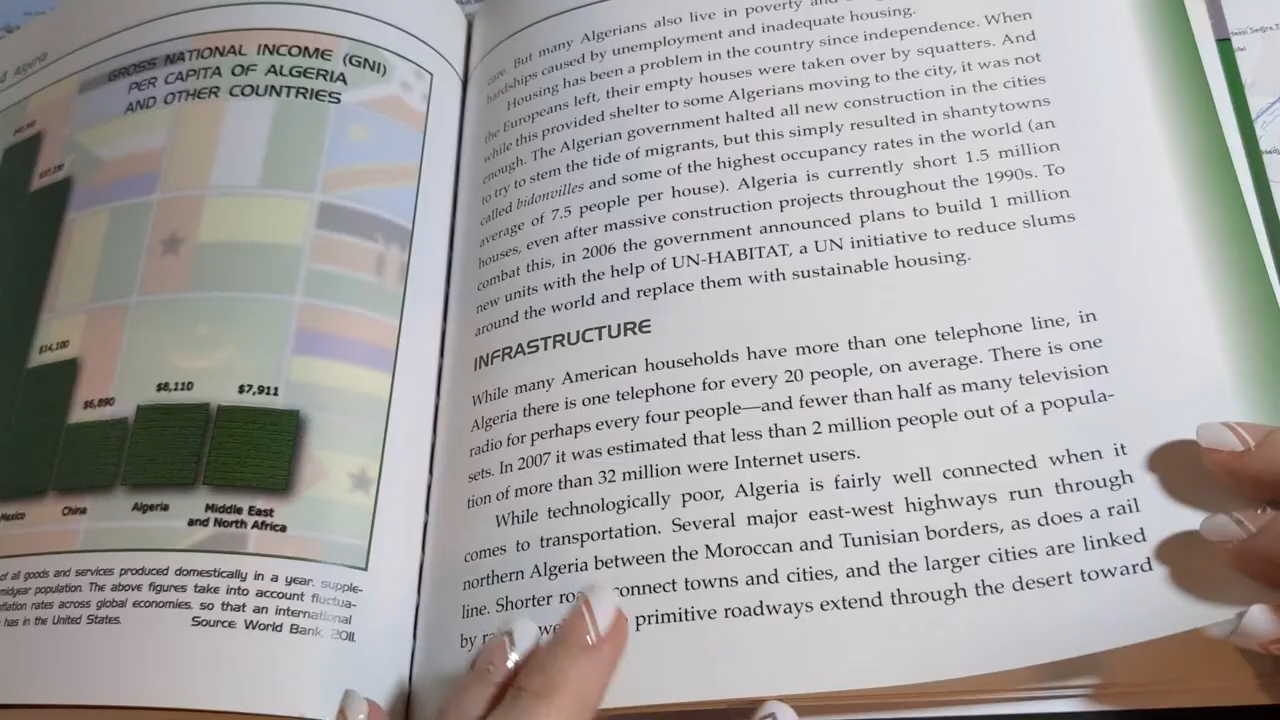 Algeria
GROSS NATIONAL INCOME (GNI)
PER CAPITA OF ALGERIA
AND OTHER COUNTRIES
$14,100
$6,890
$8,110
$7,911
Mexico
China
Algeria
Middle East
and North Africa
of all goods and services produced domestically in a year, supple-
midyear population. The above figures take into account fluctua-
flation rates across global economies, so that an international
has in the United States.
Source: World Bank, 2011.
care. But many Algerians also live in poverty and
hardships caused by unemployment and inadequate housing.
Housing has been a problem in the country since independence. When
the Europeans left, their empty houses were taken over by squatters. And
while this provided shelter to some Algerians moving to the city, it was not
enough. The Algerian government halted all new construction in the cities
to try to stem the tide of migrants, but this simply resulted in shantytowns
called bidonvilles and some of the highest occupancy rates in the world (an
average of 7.5 people per house). Algeria is currently short 1.5 million
houses, even after massive construction projects throughout the 1990s. To
combat this, in 2006 the government announced plans to build 1 million
new units with the help of UN-HABITAT, a UN initiative to reduce slums
around the world and replace them with sustainable housing.
INFRASTRUCTURE
While many American households have more than one telephone line, in
Algeria there is one telephone for every 20 people, on average. There is one
radio for perhaps every four people—and fewer than half as many television
sets. In 2007 it was estimated that less than 2 million people out of a popula-
tion of more than 32 million were Internet users.
While technologically poor, Algeria is fairly well connected when it
comes to transportation. Several major east-west highways run through
northern Algeria between the Moroccan and Tunisian borders, as does a rail
line. Shorter connect towns and cities, and the larger cities are linked
by primitive roadways extend through the desert toward